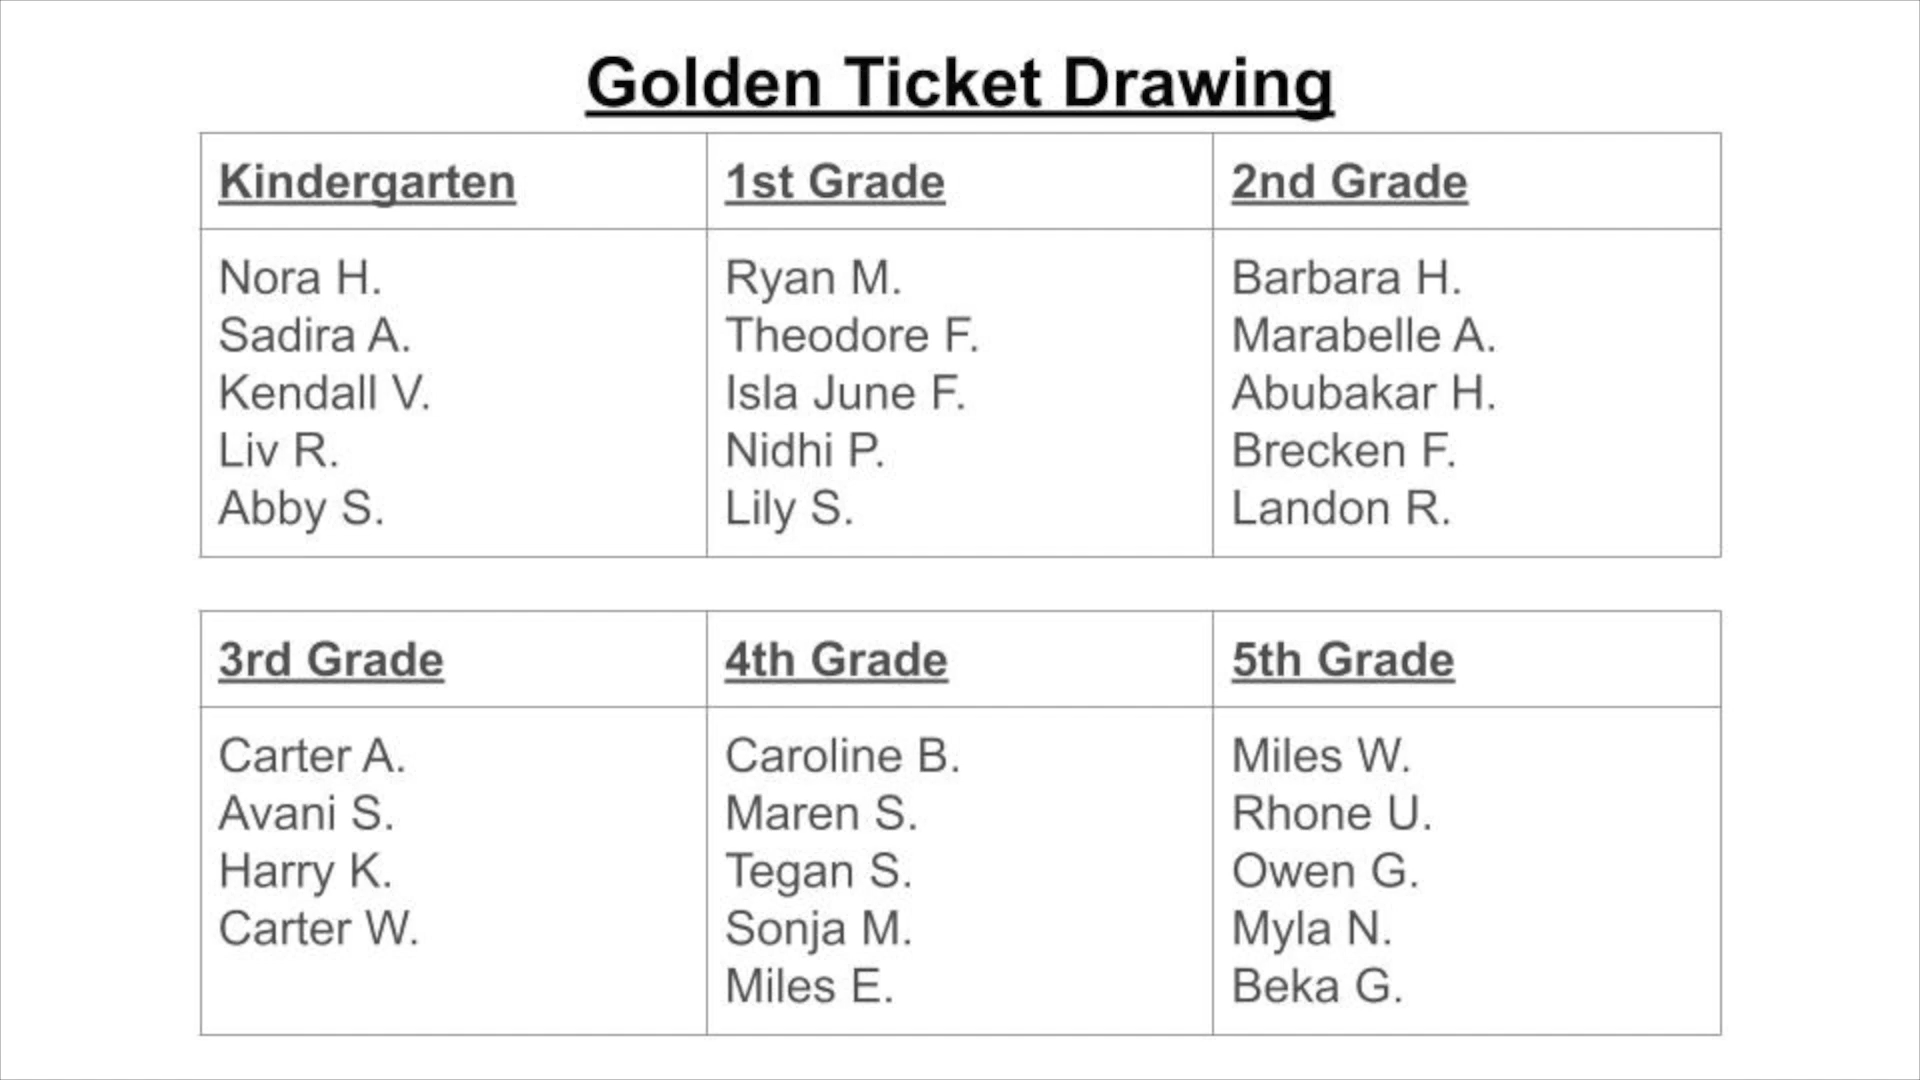 Golden Ticket Drawing
Kindergarten
1st Grade
2nd Grade
Nora H.
Sadira A.
Kendall V.
Liv R.
Abby S.
Ryan M.
Theodore F.
Isla June F.
Nidhi P.
Lily S.
Barbara H.
Marabelle A.
Abubakar H.
Brecken F.
Landon R.
3rd Grade
4th Grade
5th Grade
Carter A.
Avani S.
Harry K.
Carter W.
Caroline B.
Maren S.
Tegan S.
Sonja M.
Miles E.
Miles W.
Rhone U.
Owen G.
Myla N.
Beka G.